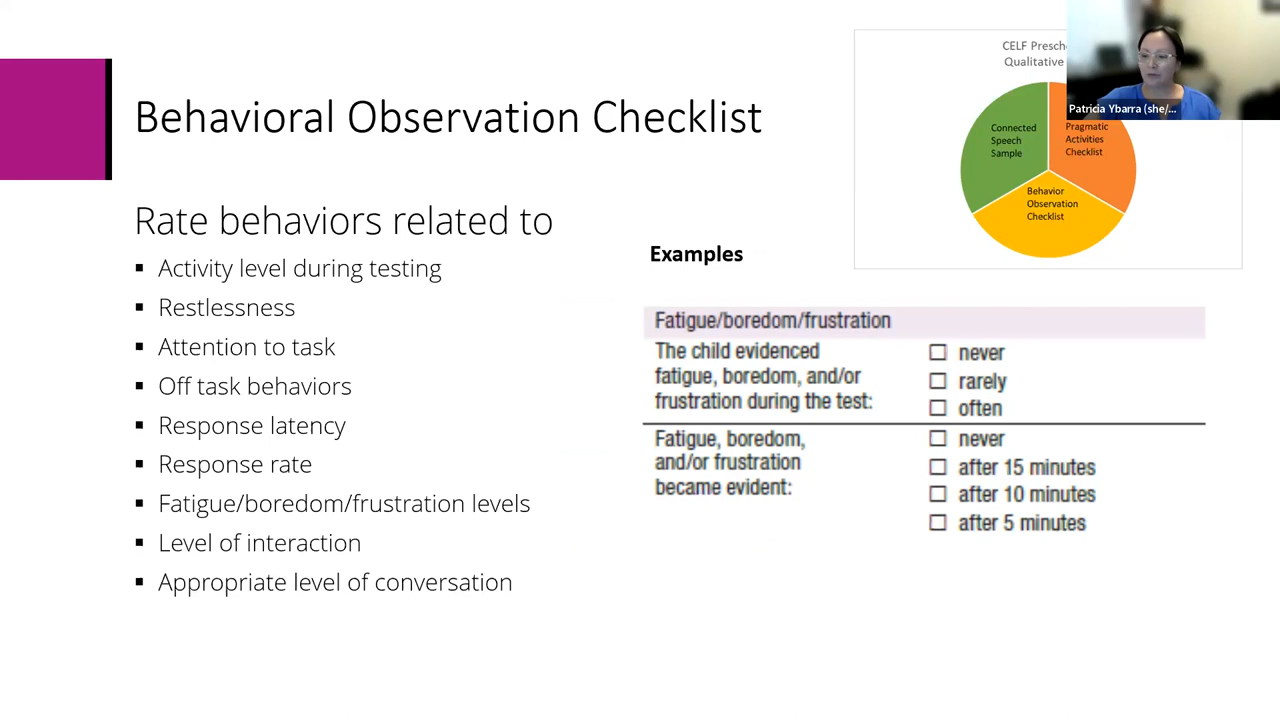 Behavioral Observation Checklist
Rate behaviors related to
▪ Activity level during testing
▪ Restlessness
▪ Attention to task
▪ Off task behaviors
▪ Response latency
▪ Response rate
▪ Fatigue/boredom/frustration levels
▪ Level of interaction
▪ Appropriate level of conversation
CELF
Qualitative
Connected
Speech
Sample
Pragmatic
Activities
Checklist
Behavior
Observation
Checklist
Patricia Ybarra (she/...
Examples
Fatigue/boredom/frustration
The child evidenced
fatigue, boredom, and/or
frustration during the test:
☐ never
☐ rarely
☐ often
Fatigue, boredom,
and/or frustration
became evident:
☐ never
☐ after 15 minutes
☐ after 10 minutes
☐ after 5 minutes